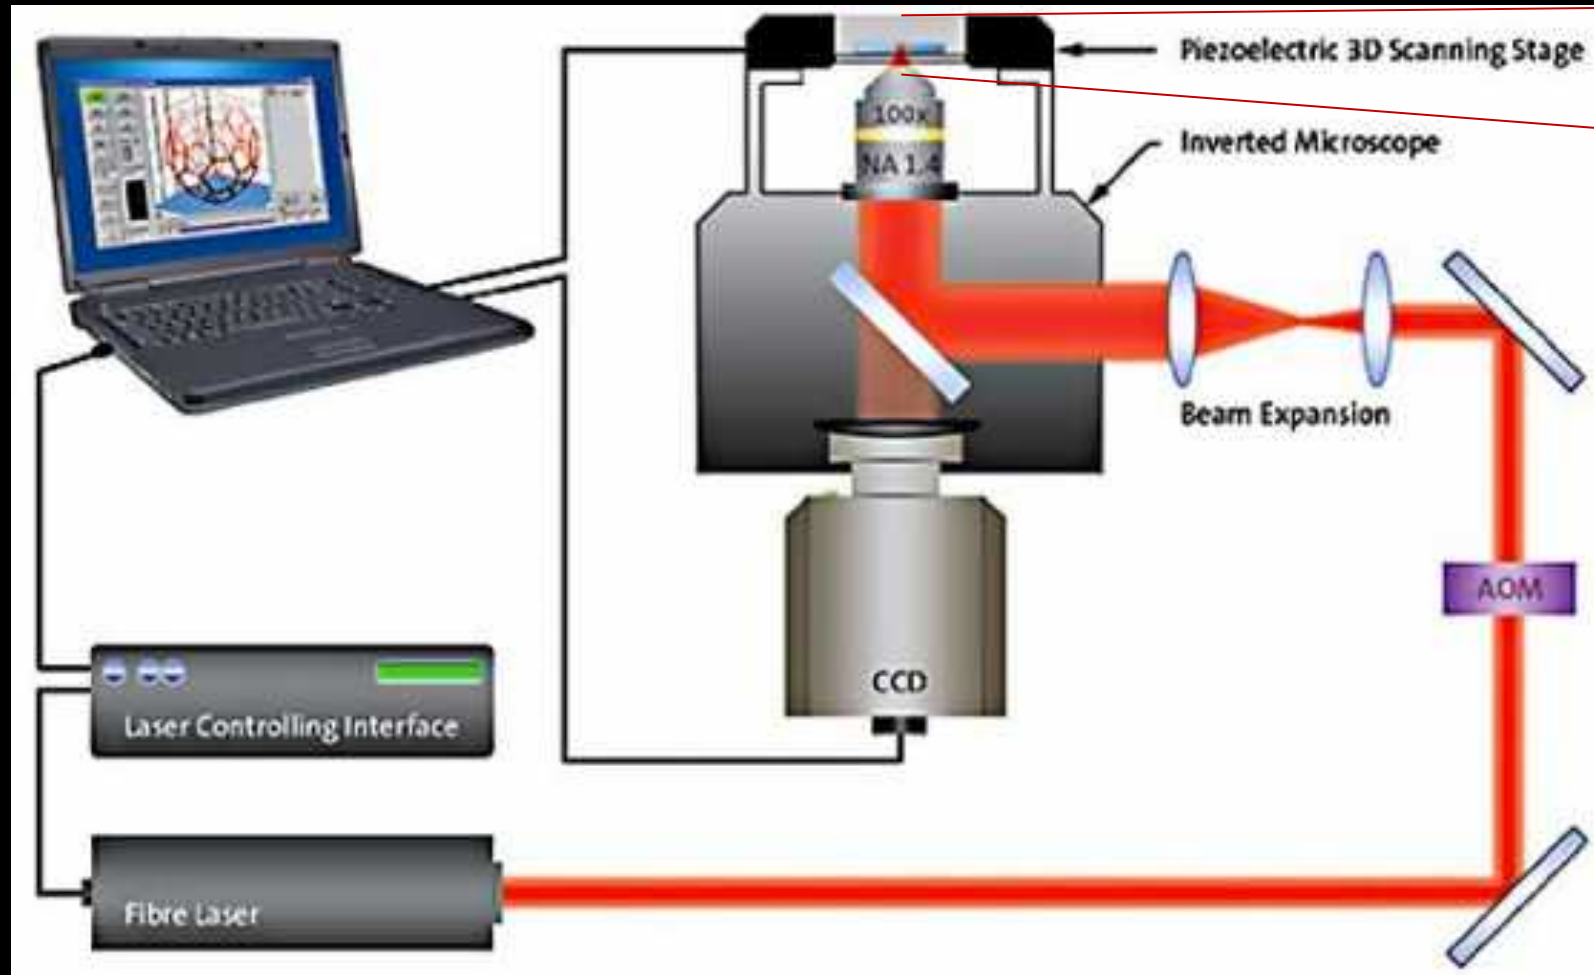 Piezoelectric 3D Scanning Stage
100x
Inverted Microscope
NA 1.4
Beam Expansion
AOM
CCD
Laser Controlling Interface
Fibre Laser